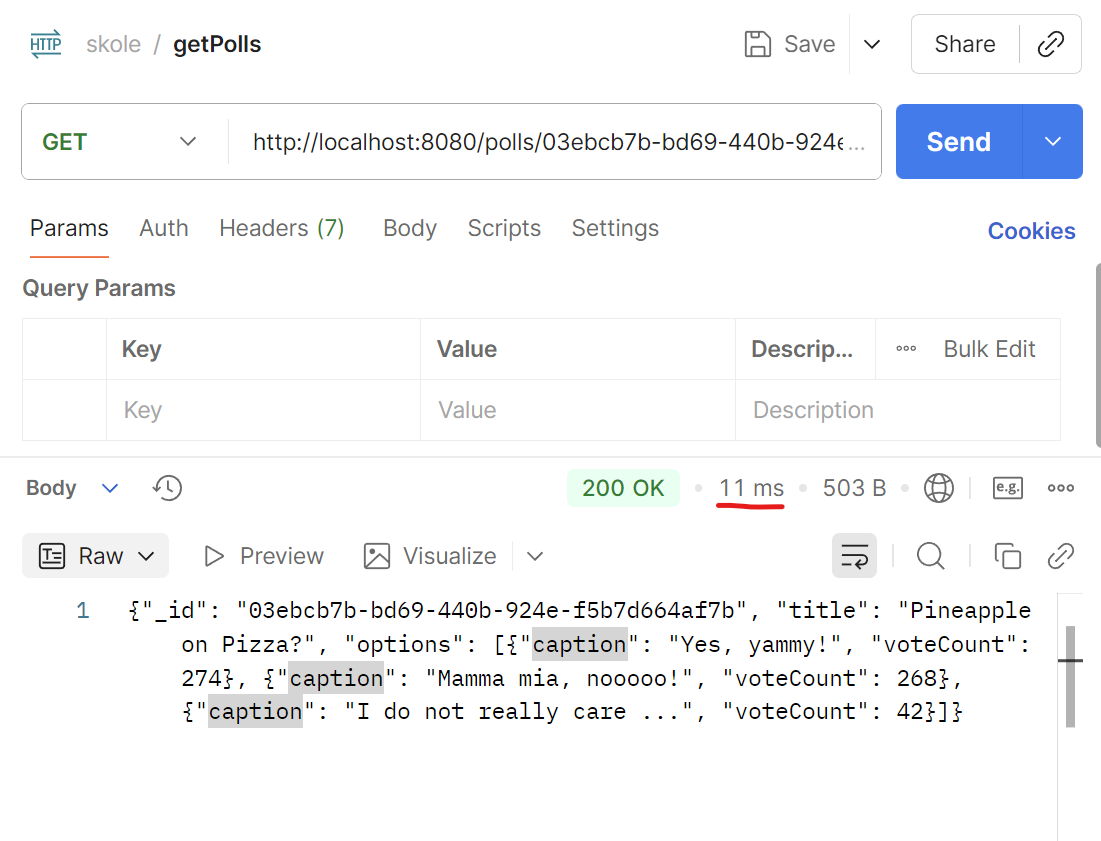 HTTP skole / getPolls Save Share
GET http://localhost:8080/polls/03ebcb7b-bd69-440b-924e... Send
Params Auth Headers (7) Body Scripts Settings Cookies
Query Params
Key Value Descrip... Bulk Edit
Key Value Description
Body 200 OK 11 ms 503 B e.g.
Raw Preview Visualize
1 {"_id": "03ebcb7b-bd69-440b-924e-f5b7d664af7b", "title": "Pineapple
on Pizza?", "options": [{"caption": "Yes, yammy!", "voteCount":
274}, {"caption": "Mamma mia, nooooo!", "voteCount": 268},
{"caption": "I do not really care ...", "voteCount": 42}]}